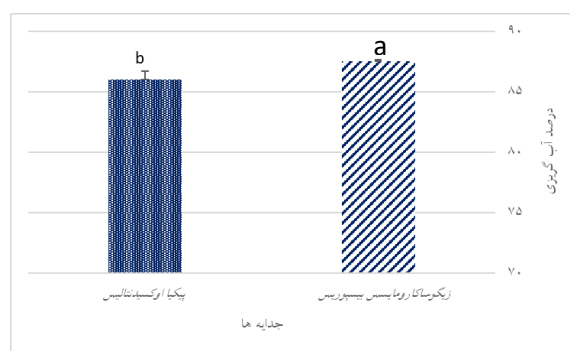 a
b
۹۰
۸۵
۸۰
۷۵
۷۰
درصد آب گریزی
زیگوساکارومایسس بیسپوریس
پیکیا اوکسیدنتالیس
جدایه ها